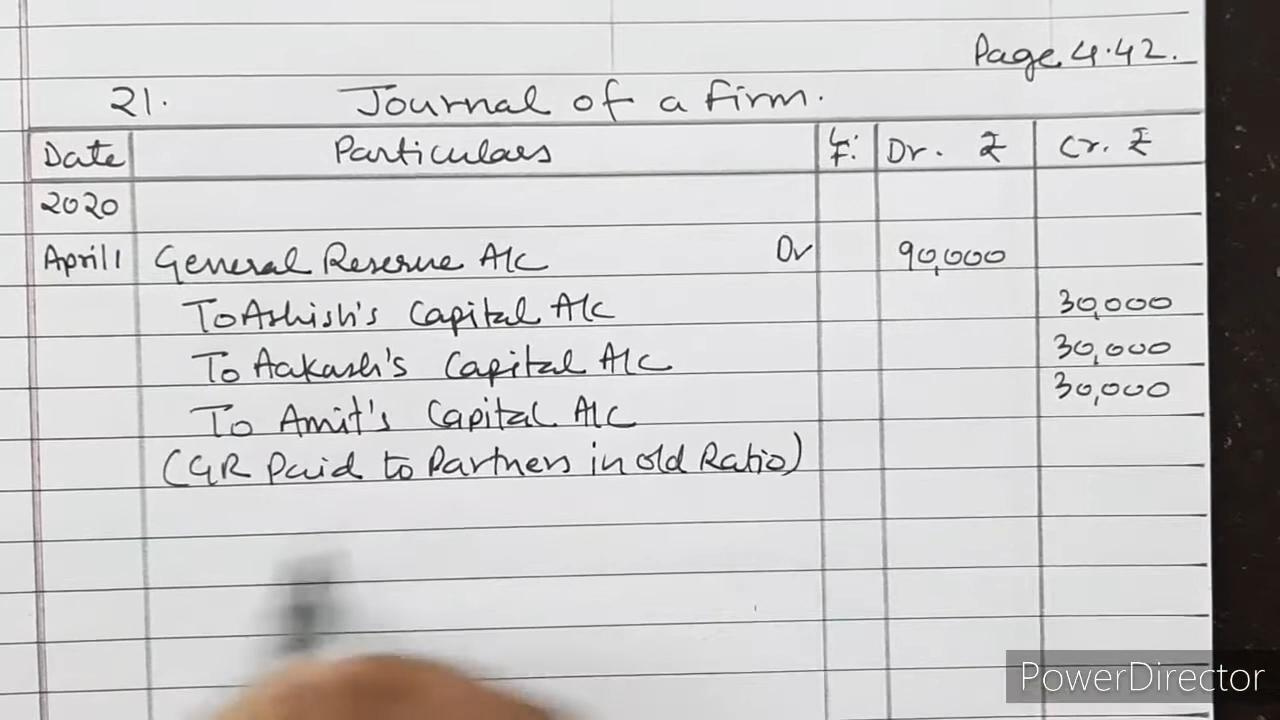 Page 4.42.
21. Journal of a firm.
Date Particulars L.F. Dr. ₹ Cr. ₹
2020
April 1 General Reserve A/c Dr 90,000
To Ashish's Capital A/c 30,000
To Aakash's Capital A/c 30,000
To Amit's Capital A/c 30,000
(GR Paid to Partners in old Ratio)
PowerDirector